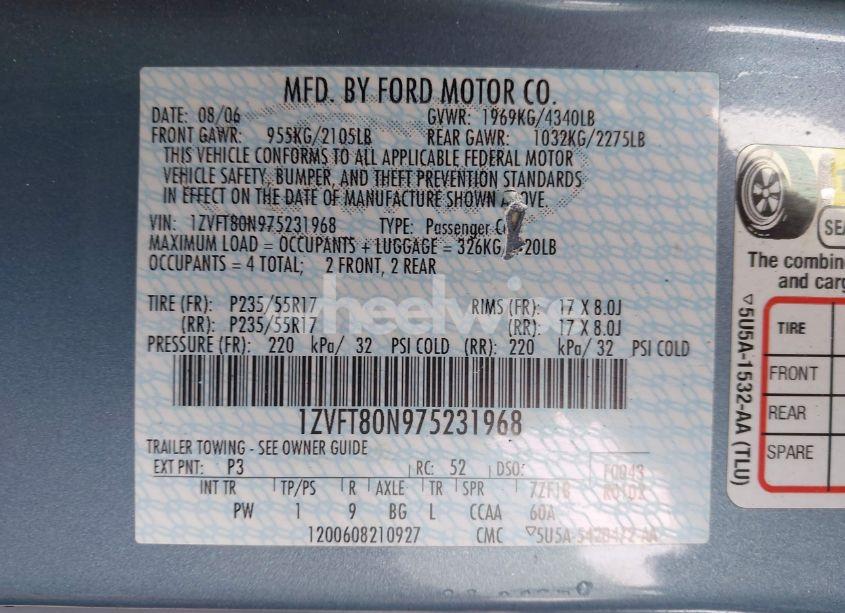 MFD. BY FORD MOTOR CO.
DATE: 08/06 GVWR: 1969KG/4340LB
FRONT GAWR: 955KG/2105LB REAR GAWR: 1032KG/2275LB
THIS VEHICLE CONFORMS TO ALL APPLICABLE FEDERAL MOTOR
VEHICLE SAFETY, BUMPER, AND THEFT PREVENTION STANDARDS
IN EFFECT ON THE DATE OF MANUFACTURE SHOWN
VIN: 1ZVFT80N975231968 TYPE: Passenger
MAXIMUM LOAD = OCCUPANTS + LUGGAGE = 326KG/ 20LB
OCCUPANTS = 4 TOTAL; 2 FRONT, 2 REAR
TIRE (FR): P235/55R17 RIMS (FR): 17 X 8.0J
(RR): P235/55R17 (RR): 17 X 8.0J
PRESSURE (FR): 220 kPa/ 32 PSI COLD (RR): 220 kPa/ 32 PSI COLD
1ZVFT80N975231968
TRAILER TOWING - SEE OWNER GUIDE
EXT PNT: P3 RC: 52 DSO:
INT TR TP/PS R AXLE TR SPR
PW 1 9 BG L CCAA 60A
1200608210927 CMC
heelwise
The combin
and carg
TIRE
FRONT
REAR
SPARE
▽5U5A-1532-AA (TLU)